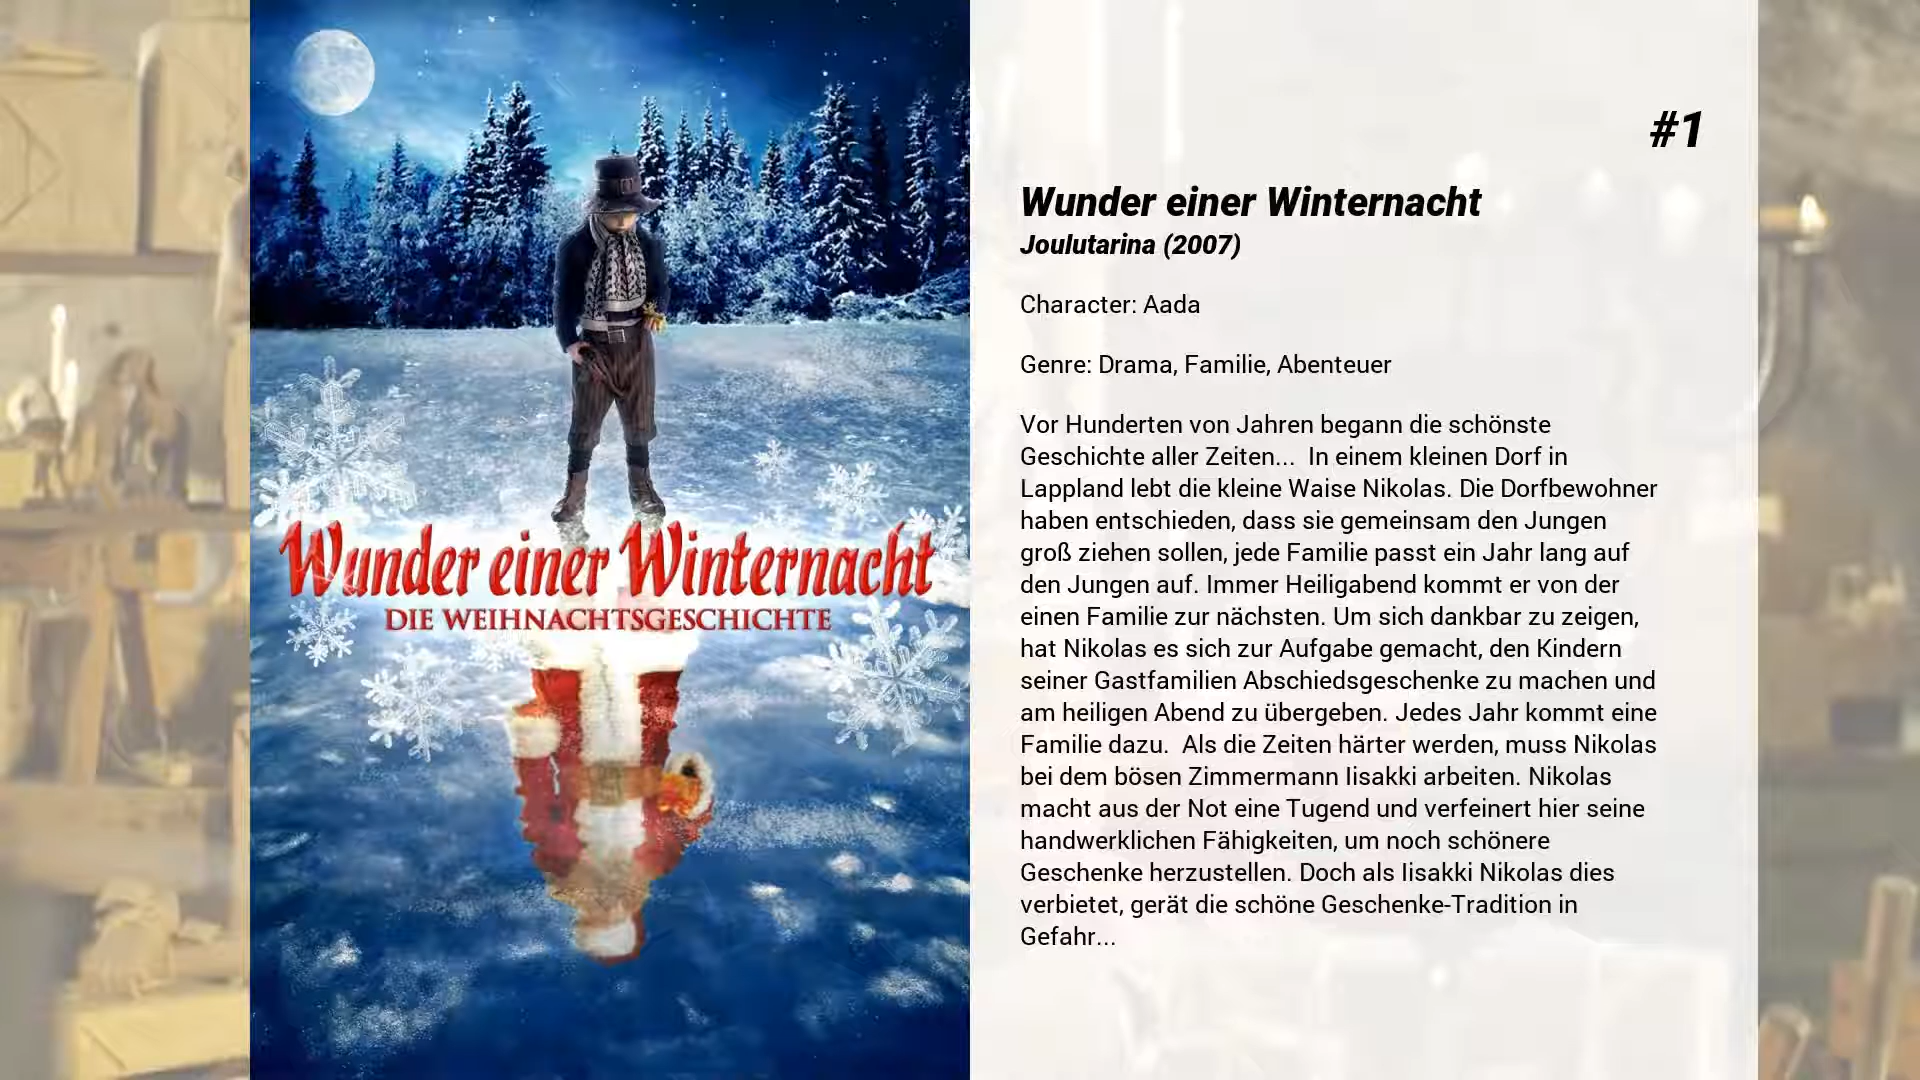 Wunder einer Winternacht
DIE WEIHNACHTSGESCHICHTE
#1
Wunder einer Winternacht
Joulutarina (2007)
Character: Aada
Genre: Drama, Familie, Abenteuer
Vor Hunderten von Jahren begann die schönste
Geschichte aller Zeiten...  In einem kleinen Dorf in
Lappland lebt die kleine Waise Nikolas. Die Dorfbewohner
haben entschieden, dass sie gemeinsam den Jungen
groß ziehen sollen, jede Familie passt ein Jahr lang auf
den Jungen auf. Immer Heiligabend kommt er von der
einen Familie zur nächsten. Um sich dankbar zu zeigen,
hat Nikolas es sich zur Aufgabe gemacht, den Kindern
seiner Gastfamilien Abschiedsgeschenke zu machen und
am heiligen Abend zu übergeben. Jedes Jahr kommt eine
Familie dazu.  Als die Zeiten härter werden, muss Nikolas
bei dem bösen Zimmermann Iisakki arbeiten. Nikolas
macht aus der Not eine Tugend und verfeinert hier seine
handwerklichen Fähigkeiten, um noch schönere
Geschenke herzustellen. Doch als Iisakki Nikolas dies
verbietet, gerät die schöne Geschenke-Tradition in
Gefahr...